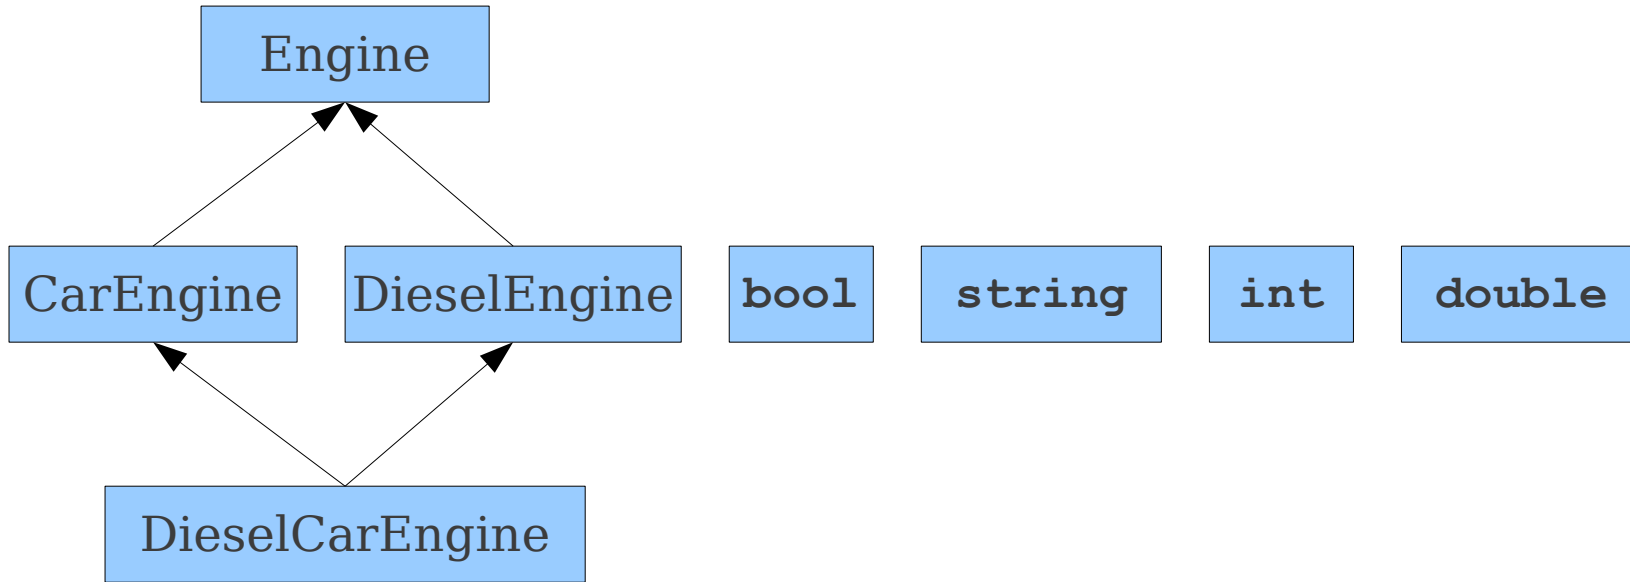 Engine
CarEngine
DieselEngine
bool
string
int
double
DieselCarEngine